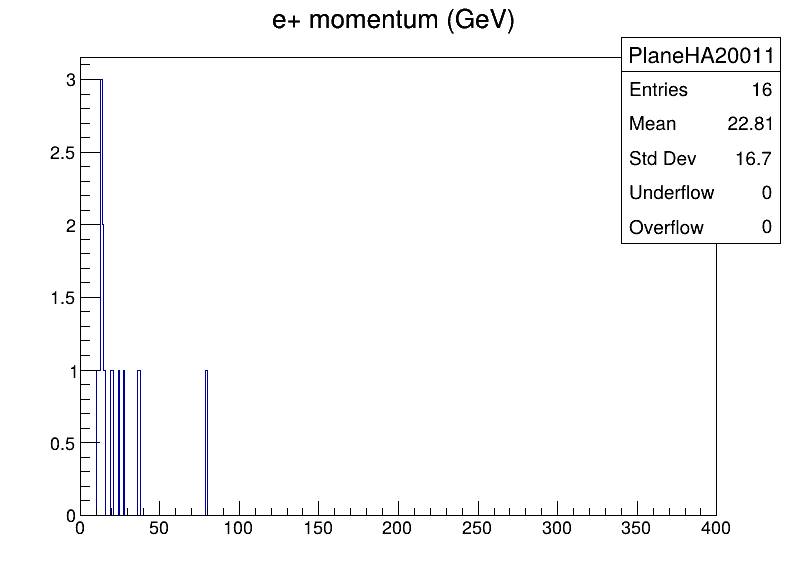 e+ momentum (GeV)
PlaneHA20011
Entries 16
Mean 22.81
Std Dev 16.7
Underflow 0
Overflow 0
3
2.5
2
1.5
1
0.5
0
0 50 100 150 200 250 300 350 400